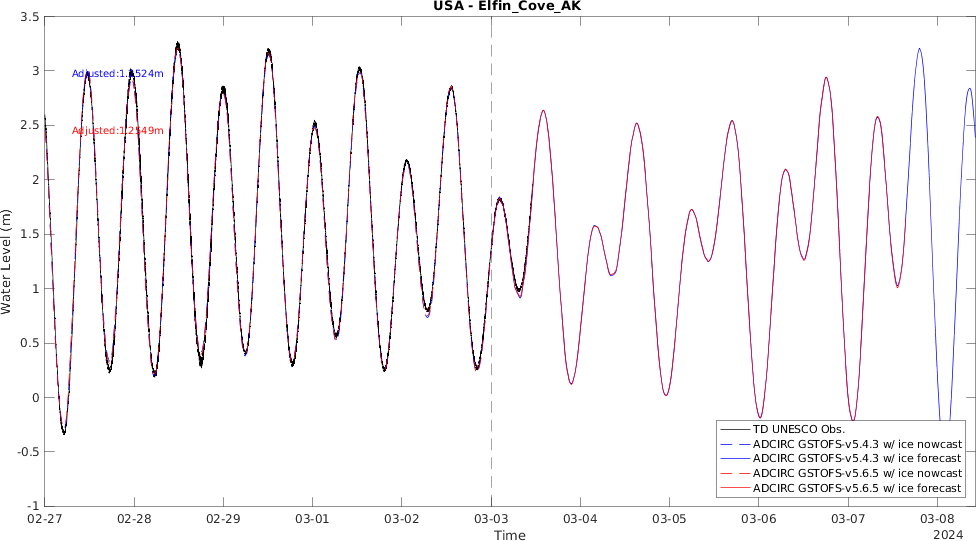 USA - Elfin_Cove_AK
3.5
3
2.5
2
1.5
1
0.5
0
-0.5
-1
Water Level (m)
Adjusted:1.2549m
TD UNESCO Obs.
ADCIRC GSTOFS-v5.4.3 w/ ice nowcast
ADCIRC GSTOFS-v5.4.3 w/ ice forecast
ADCIRC GSTOFS-v5.6.5 w/ ice nowcast
ADCIRC GSTOFS-v5.6.5 w/ ice forecast
02-27 02-28 02-29 03-01 03-02 03-03 03-04 03-05 03-06 03-07 03-08
Time
2024